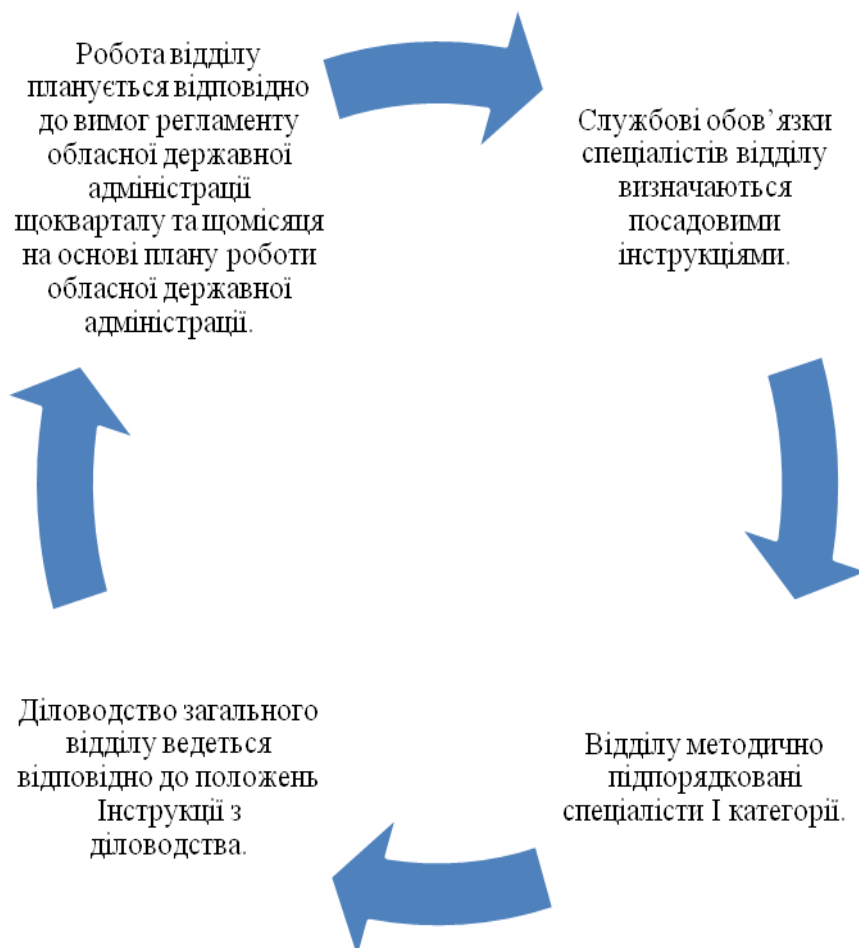 Робота відділу
планується відповідно
до вимог регламенту
обласної державної
адміністрації
щокварталу та щомісяця
на основі плану роботи
обласної державної
адміністрації.
Службові обов’язки
спеціалістів відділу
визначаються
посадовими
інструкціями.
Відділу методично
підпорядковані
спеціалісти І категорії.
Діловодство загального
відділу ведеться
відповідно до положень
Інструкції з
діловодства.